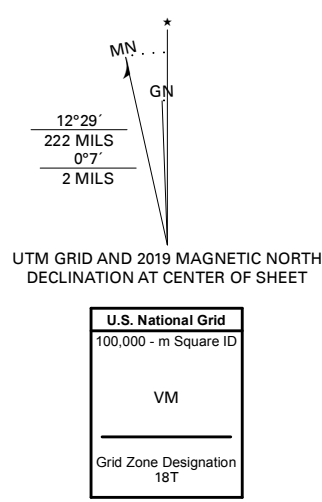 ★
MN
GN
12°29´
222 MILS
0°7´
2 MILS
UTM GRID AND 2019 MAGNETIC NORTH
DECLINATION AT CENTER OF SHEET
U.S. National Grid
100,000 - m Square ID
VM
Grid Zone Designation
18T